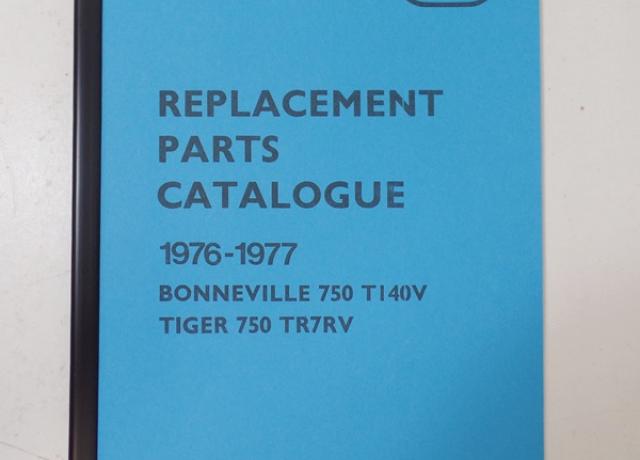 REPLACEMENT
PARTS
CATALOGUE
1976-1977
BONNEVILLE 750 T140V
TIGER 750 TR7RV